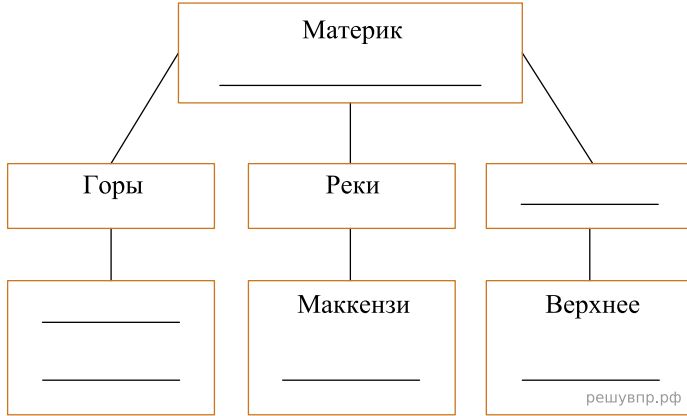 Материк
Горы
Реки
Маккензи
Верхнее
решувпр.рф